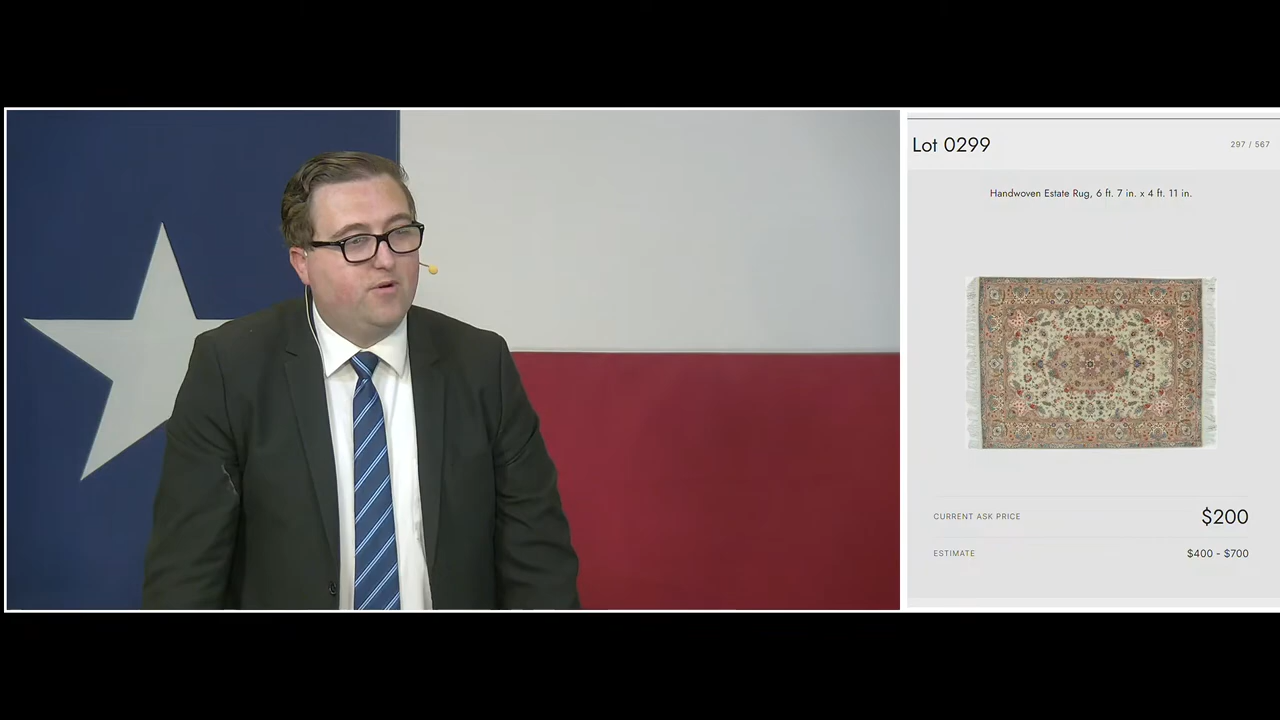 Lot 0299
297 / 567
Handwoven Estate Rug, 6 ft. 7 in. x 4 ft. 11 in.
CURRENT ASK PRICE
$200
ESTIMATE
$400 - $700